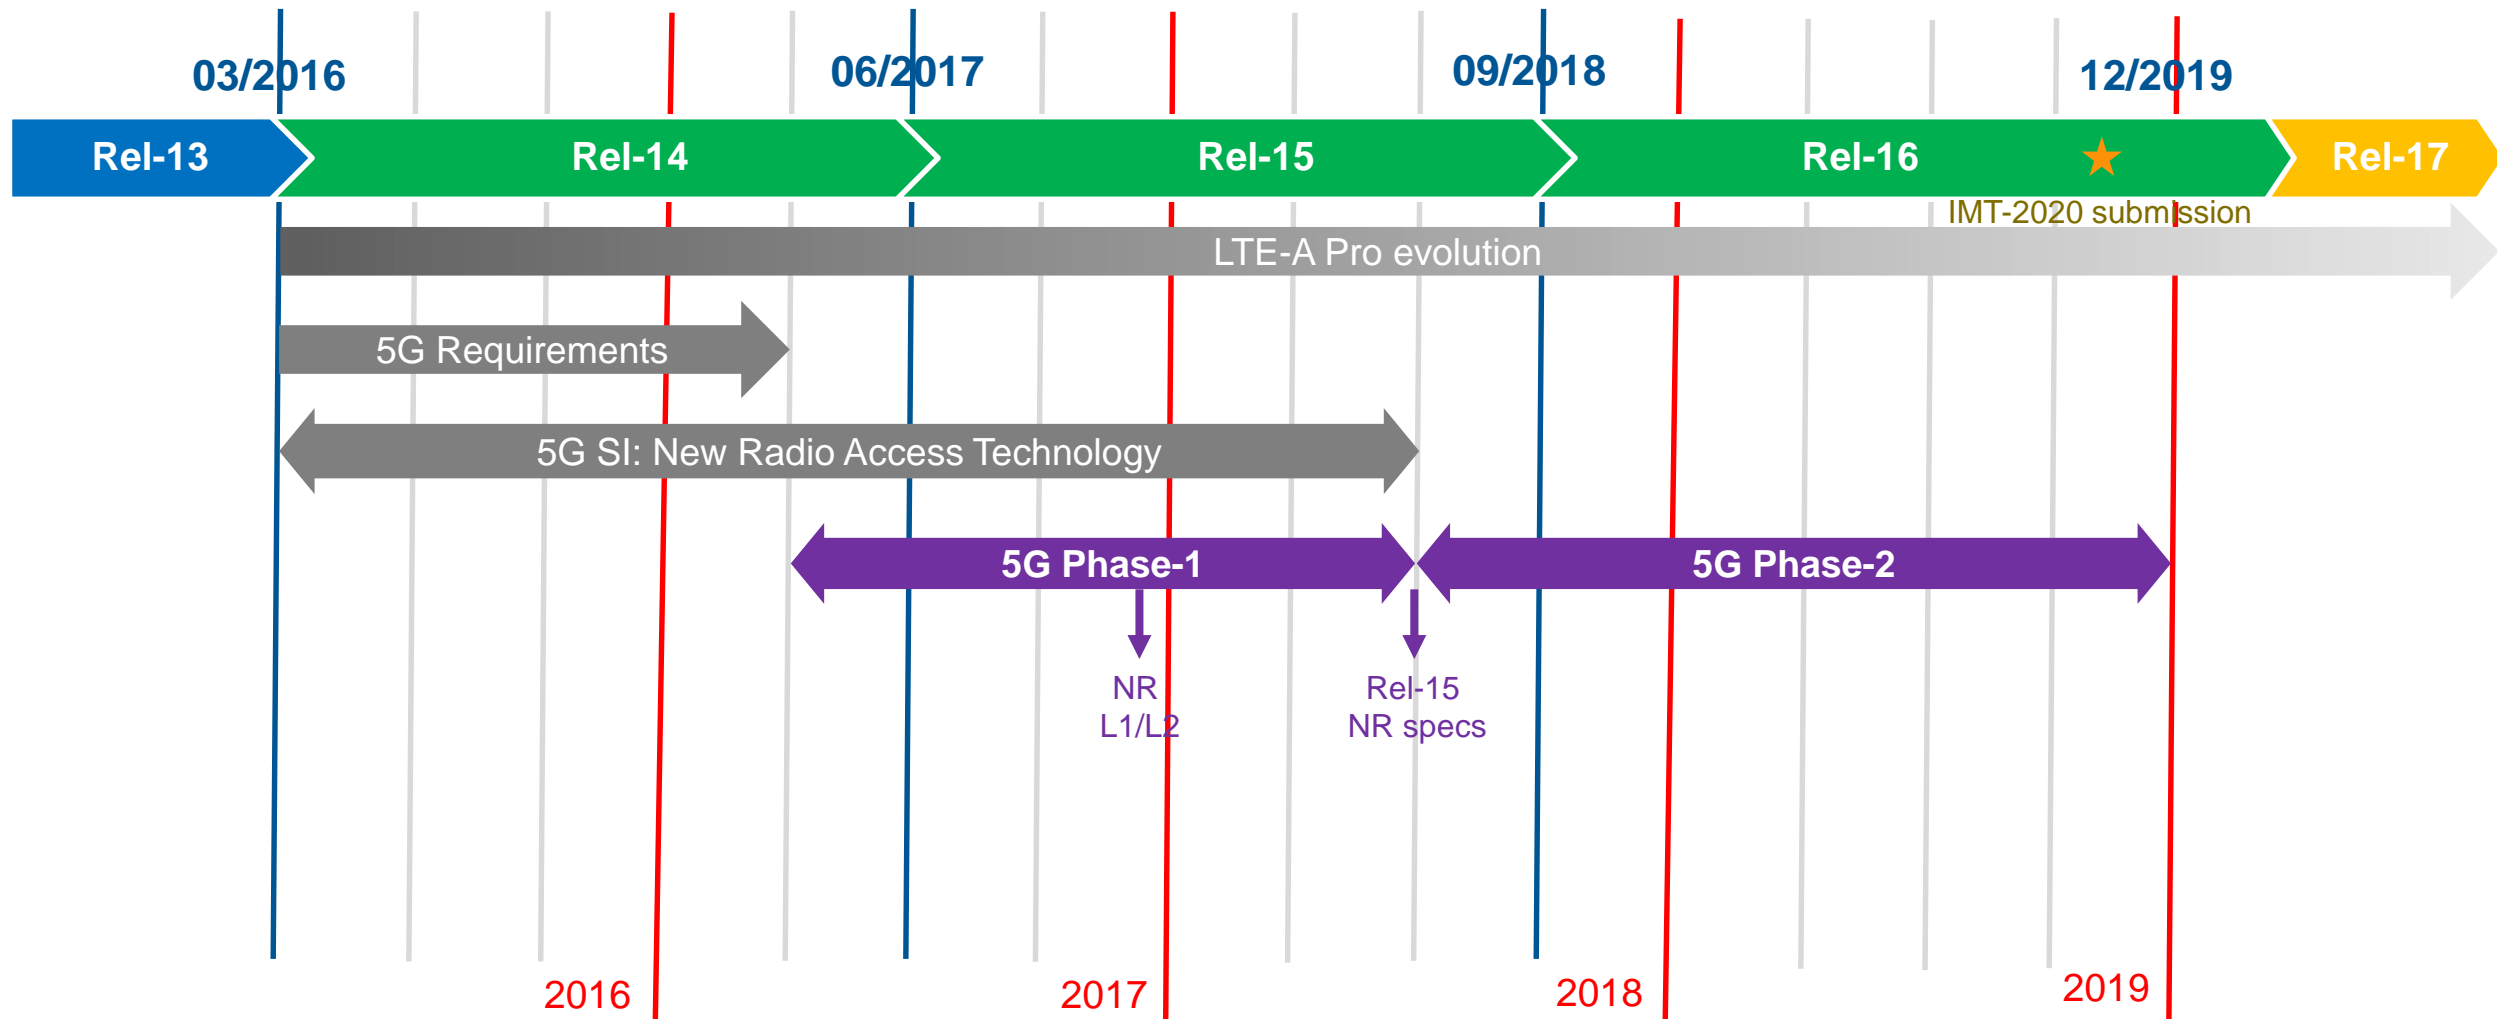 03/2016
06/2017
09/2018
12/2019
Rel-13
Rel-14
Rel-15
Rel-16
Rel-17
IMT-2020 submission
LTE-A Pro evolution
5G Requirements
5G SI: New Radio Access Technology
5G Phase-1
5G Phase-2
NR
L1/L2
Rel-15
NR specs
2016
2017
2018
2019